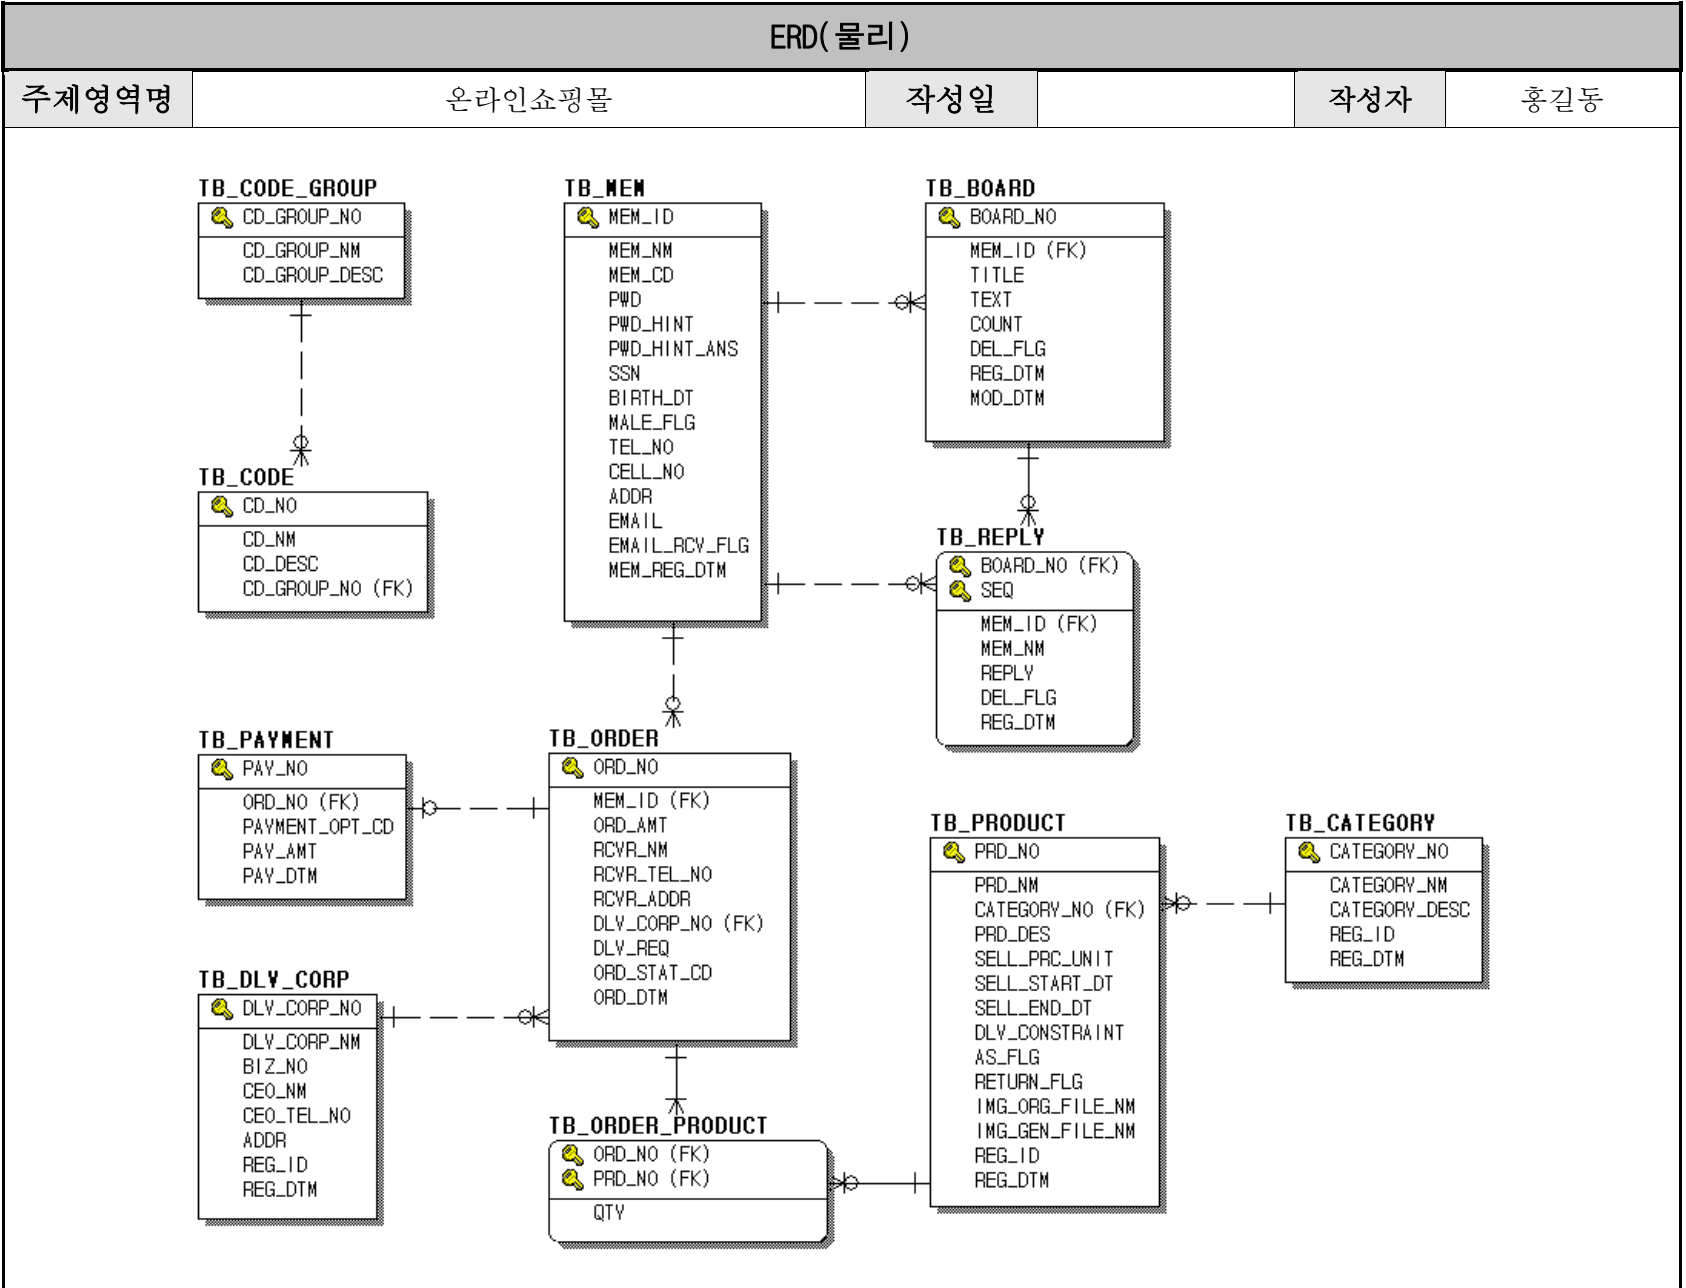 ERD(물리)
주제영역명 온라인쇼핑몰 작성일 작성자 홍길동
TB_CODE_GROUP
CD_GROUP_NO
CD_GROUP_NM
CD_GROUP_DESC
TB_CODE
CD_NO
CD_NM
CD_DESC
CD_GROUP_NO (FK)
TB_MEM
MEM_ID
MEM_NM
MEM_CD
PWD
PWD_HINT
PWD_HINT_ANS
SSN
BIRTH_DT
MALE_FLG
TEL_NO
CELL_NO
ADDR
EMAIL
EMAIL_RCV_FLG
MEM_REG_DTM
TB_BOARD
BOARD_NO
MEM_ID (FK)
TITLE
TEXT
COUNT
DEL_FLG
REG_DTM
MOD_DTM
TB_REPLY
BOARD_NO (FK)
SEQ
MEM_ID (FK)
MEM_NM
REPLY
DEL_FLG
REG_DTM
TB_PAYMENT
PAY_NO
ORD_NO (FK)
PAYMENT_OPT_CD
PAY_AMT
PAY_DTM
TB_ORDER
ORD_NO
MEM_ID (FK)
ORD_AMT
RCVR_NM
RCVR_TEL_NO
RCVR_ADDR
DLV_CORP_NO (FK)
DLV_REQ
ORD_STAT_CD
ORD_DTM
TB_PRODUCT
PRD_NO
PRD_NM
CATEGORY_NO (FK)
PRD_DES
SELL_PRC_UNIT
SELL_START_DT
SELL_END_DT
DLV_CONSTRAINT
AS_FLG
RETURN_FLG
IMG_ORG_FILE_NM
IMG_GEN_FILE_NM
REG_ID
REG_DTM
TB_CATEGORY
CATEGORY_NO
CATEGORY_NM
CATEGORY_DESC
REG_ID
REG_DTM
TB_DLV_CORP
DLV_CORP_NO
DLV_CORP_NM
BIZ_NO
CEO_NM
CEO_TEL_NO
ADDR
REG_ID
REG_DTM
TB_ORDER_PRODUCT
ORD_NO (FK)
PRD_NO (FK)
QTY